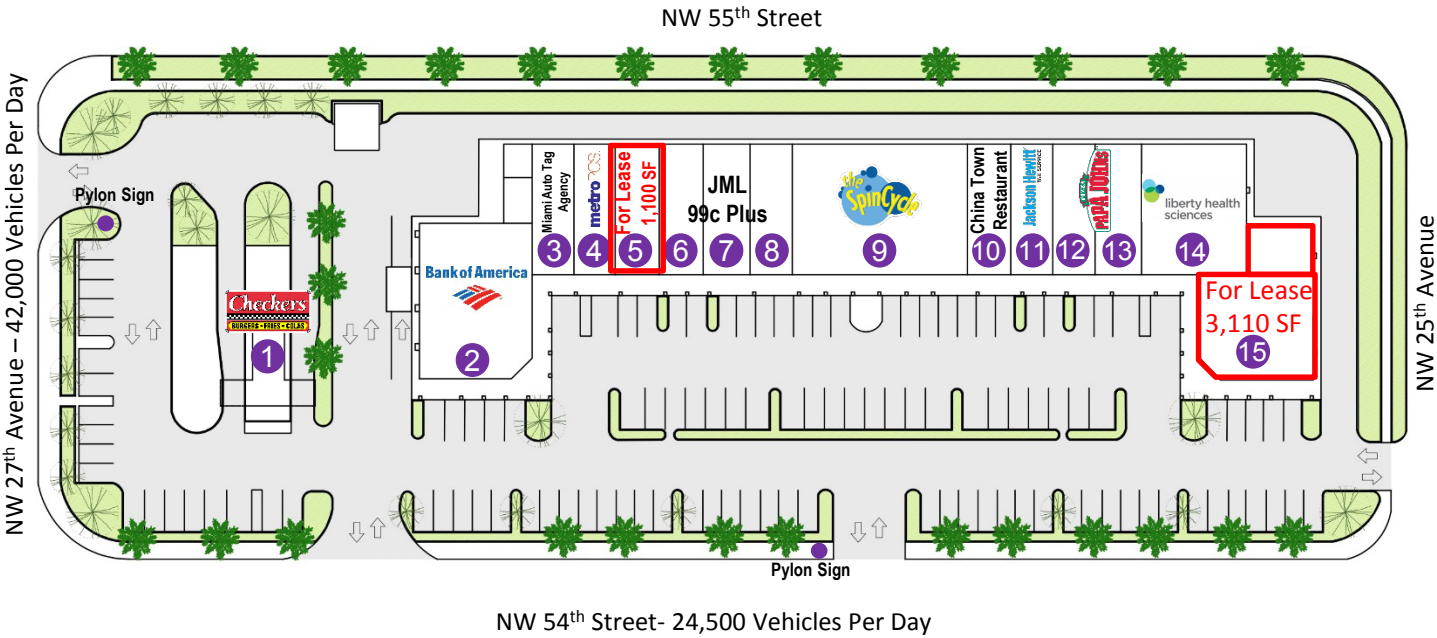 NW 55th Street
NW 27th Avenue – 42,000 Vehicles Per Day
Pylon Sign
Checkers
BURGERS • FRIES • COLAS
1
Bank of America
2
Miami Auto Tag
Agency
3
metroPCS.
4
For Lease
1,100 SF
5
6
JML
99c Plus
7
8
the
SpinCycle
9
China Town
Restaurant
10
Jackson Hewitt
TAX SERVICE
11
12
PIZZA
PAPA JOHNS
13
liberty health
sciences
14
For Lease
3,110 SF
15
NW 25th Avenue
Pylon Sign
NW 54th Street- 24,500 Vehicles Per Day